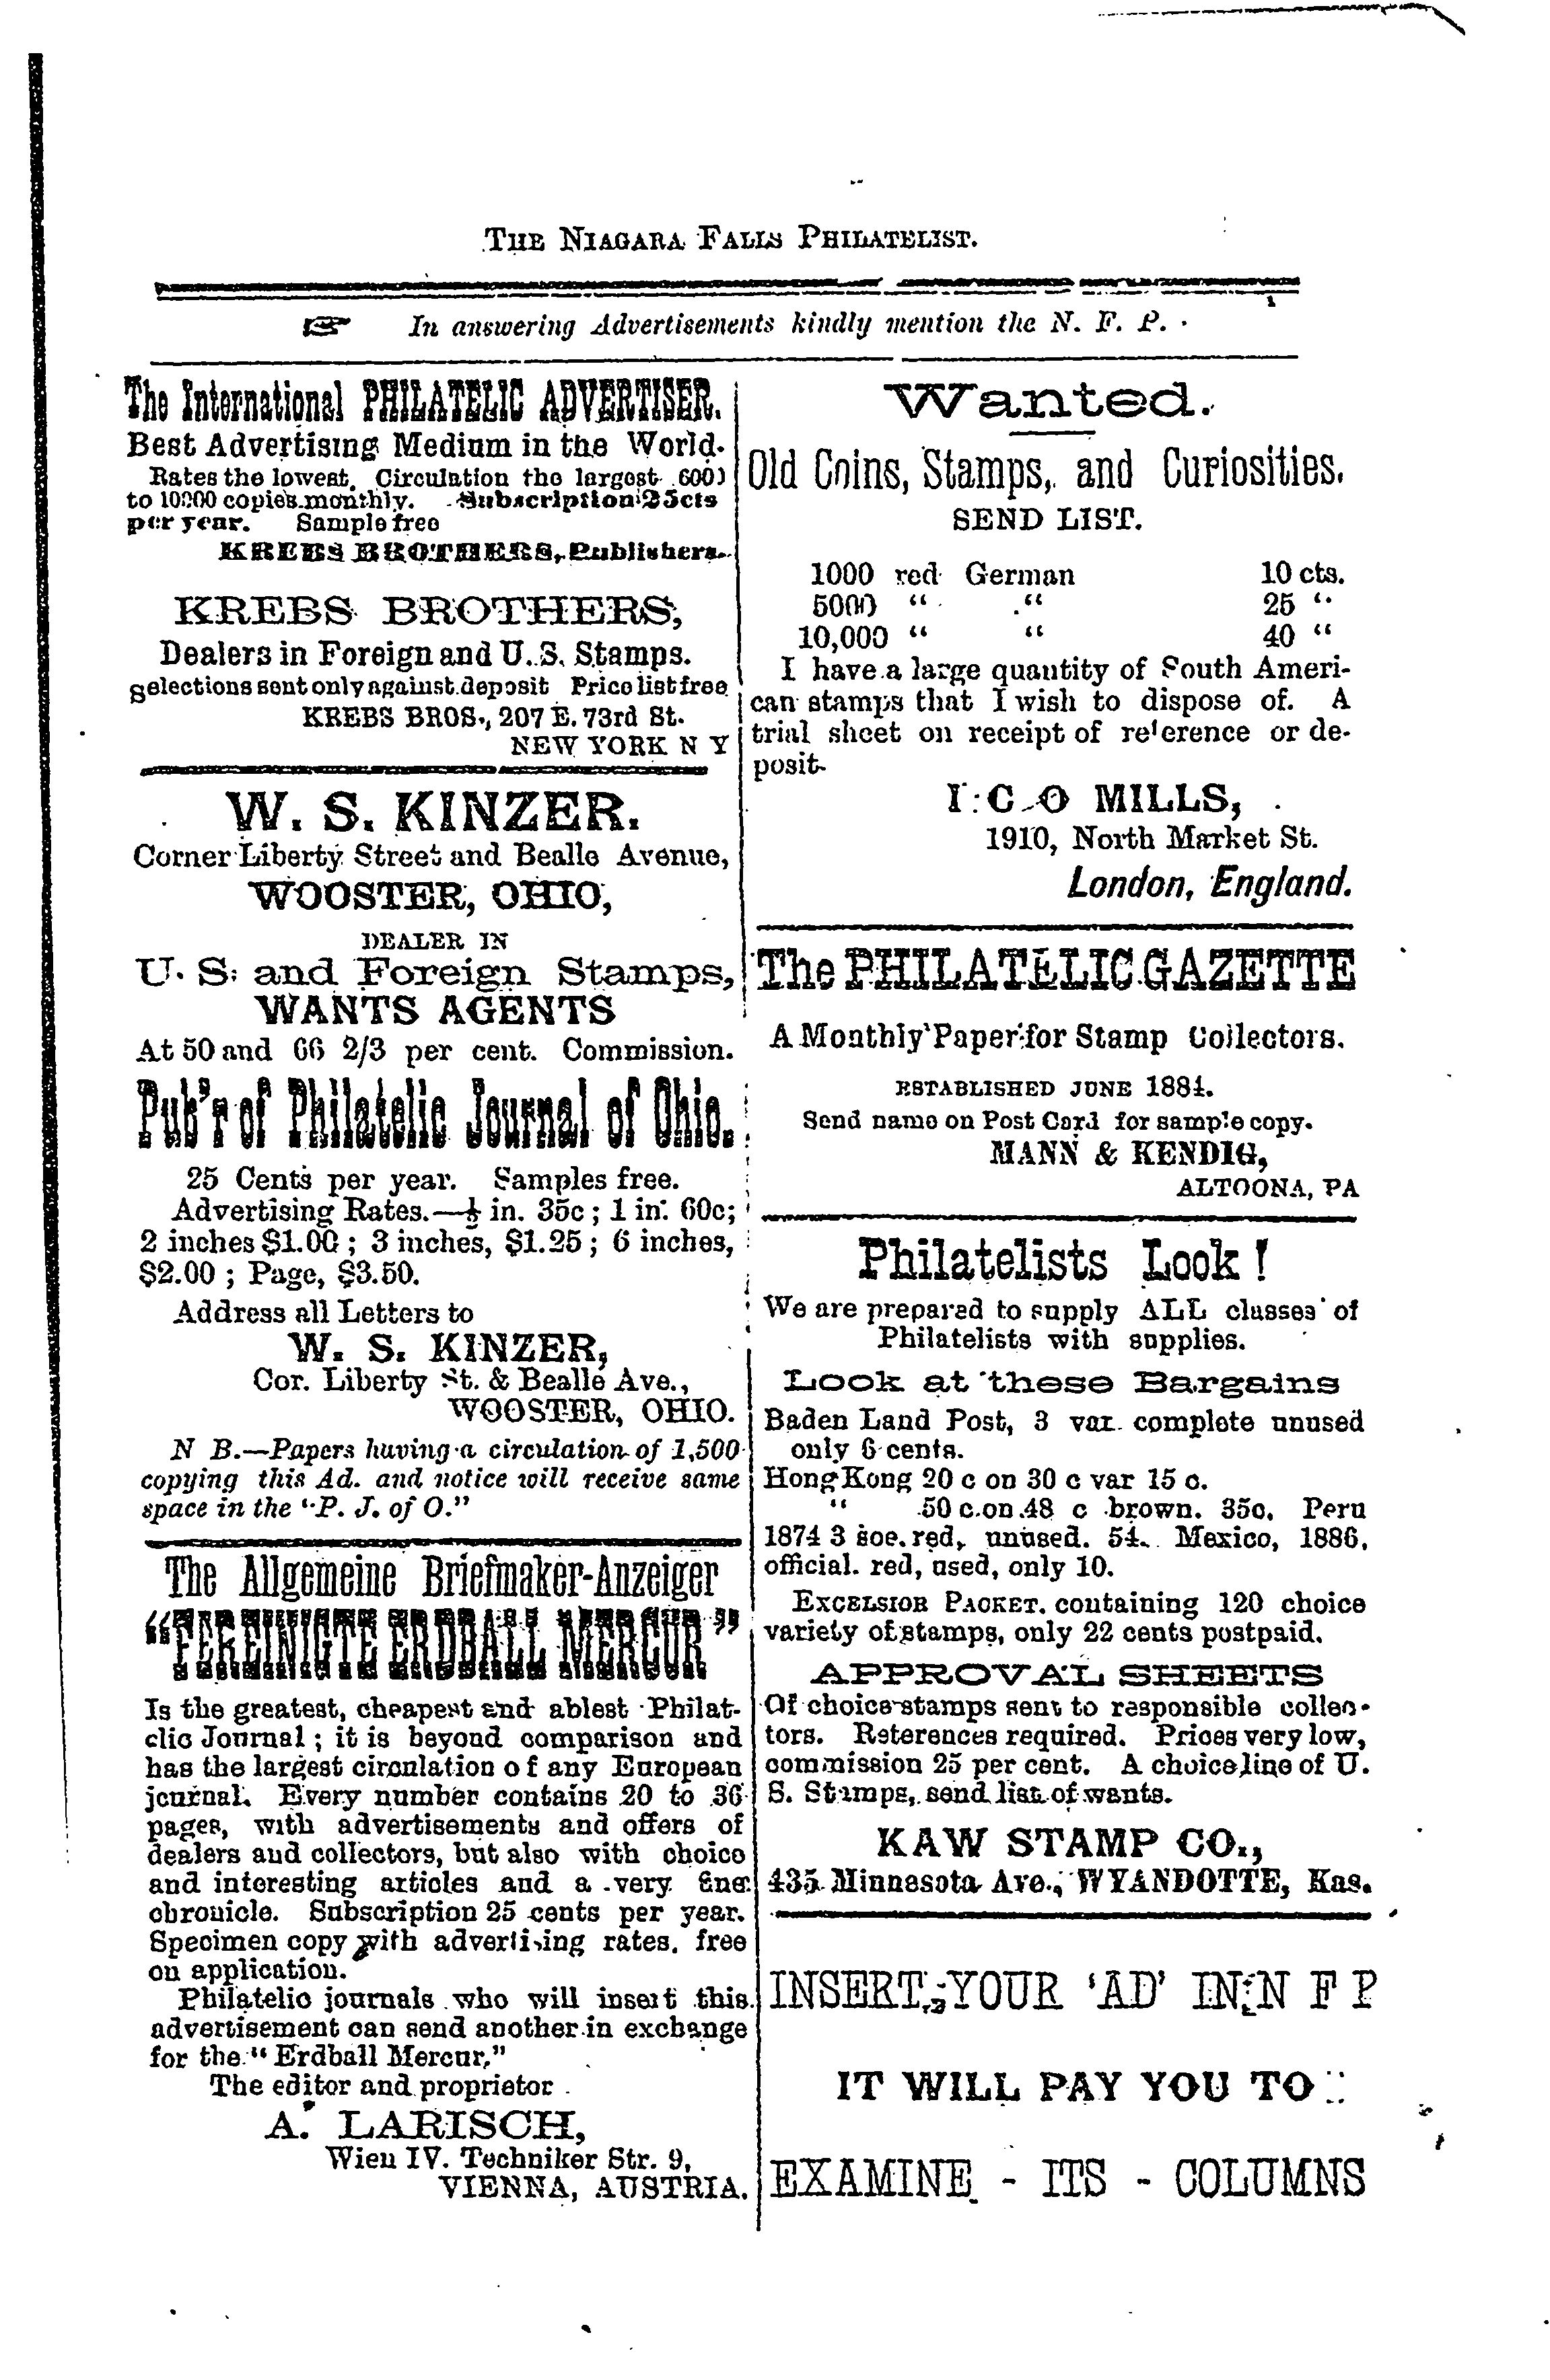 THE NIAGARA FALLS PHILATELIST.
In answering Advertisements kindly mention the N. F. P.
The International PHILATELIC ADVERTISER.
Best Advertising Medium in the World.
Rates the lowest. Circulation the largest 6000
to 10000 copies monthly. Subscription 25cts
per year. Sample free
KREBS BROTHERS, Publishers.
KREBS BROTHERS,
Dealers in Foreign and U. S. Stamps.
Selections sent only against deposit Price list free
KREBS BROS., 207 E. 73rd St.
NEW YORK N Y
W. S. KINZER.
Corner Liberty Street and Bealle Avenue,
WOOSTER, OHIO,
DEALER IN
U. S. and Foreign Stamps,
WANTS AGENTS
At 50 and 66 2/3 per cent. Commission.
Pub'r of Philatelic Journal of Ohio.
25 Cents per year. Samples free.
Advertising Rates.—½ in. 35c ; 1 in. 60c;
2 inches $1.00 ; 3 inches, $1.25 ; 6 inches,
$2.00 ; Page, $3.50.
Address all Letters to
W. S. KINZER,
Cor. Liberty St. & Bealle Ave.,
WOOSTER, OHIO.
N B.—Papers having a circulation of 1,500
copying this Ad. and notice will receive same
space in the "P. J. of O."
The Allgemeine Briefmaker-Anzeiger
"FEREINIGTE ERDBALL MERCUR"
Is the greatest, cheapest and ablest Philat-
elic Journal ; it is beyond comparison and
has the largest circulation of any European
journal. Every number contains 20 to 36
pages, with advertisements and offers of
dealers and collectors, but also with choice
and interesting articles and a very fine
chronicle. Subscription 25 cents per year.
Specimen copy with advertising rates, free
on application.
Philatelic journals who will insert this
advertisement can send another in exchange
for the "Erdball Mercur."
The editor and proprietor
A. LARISCH,
Wien IV. Techniker Str. 9,
VIENNA, AUSTRIA.
Wanted.
Old Coins, Stamps, and Curiosities.
SEND LIST.
1000 red German 10 cts.
5000 " " 25 "
10,000 " " 40 "
I have a large quantity of South Ameri-
can stamps that I wish to dispose of. A
trial sheet on receipt of reference or de-
posit.
MILLS,
1910, North Market St.
London, England.
The PHILATELIC GAZETTE
A Monthly Paper for Stamp Collectors.
ESTABLISHED JUNE 1884.
Send name on Post Card for sample copy.
MANN & KENDIG,
ALTOONA, PA
Philatelists Look !
We are prepared to supply ALL classes of
Philatelists with supplies.
Look at these Bargains
Baden Land Post, 3 var. complete unused
only 6 cents.
Hong Kong 20 c on 30 c var 15 c.
" 50 c. on 48 c brown. 35c. Peru
1874 3 soe. red, unused. 54. Mexico, 1886,
official. red, used, only 10.
EXCELSIOR PACKET. containing 120 choice
variety of stamps, only 22 cents postpaid.
APPROVAL SHEETS
Of choice stamps sent to responsible collec-
tors. References required. Prices very low,
commission 25 per cent. A choice line of U.
S. Stamps, send list of wants.
KAW STAMP CO.,
435 Minnesota Ave., WYANDOTTE, Kas.
INSERT YOUR 'AD' IN N F P
IT WILL PAY YOU TO
EXAMINE - ITS - COLUMNS